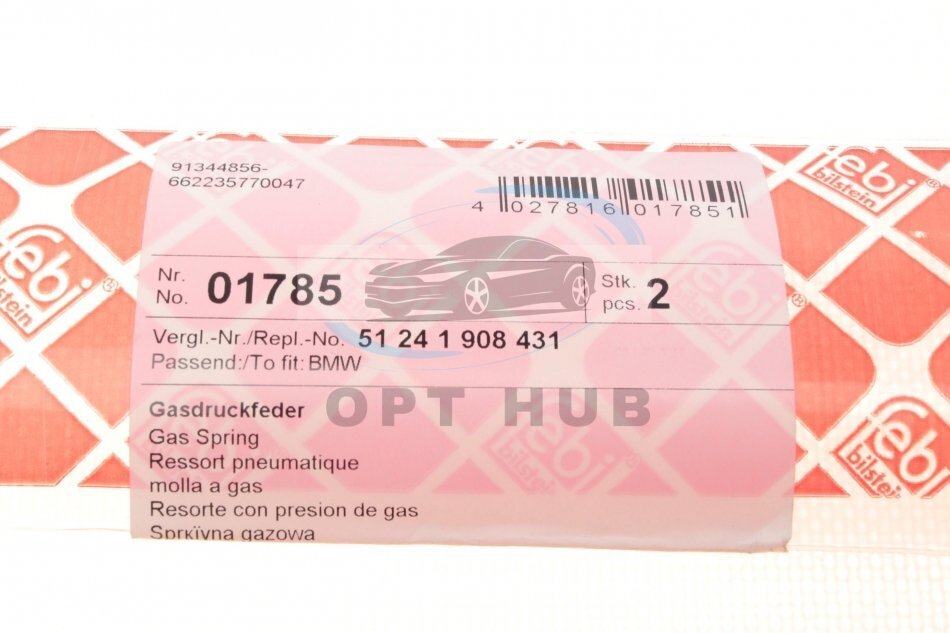 91344856-
662235770047
4 027816 017851
Nr.
No. 01785
Stk.
pcs. 2
Vergl.-Nr./Repl.-No. 51 24 1 908 431
Passend:/To fit: BMW
OPT HUB
Gasdruckfeder
Gas Spring
Ressort pneumatique
molla a gas
Resorte con presion de gas
Sprкїyna gazowa
febi
bilstein
febi
bilstein
febi
bilstein
ebi